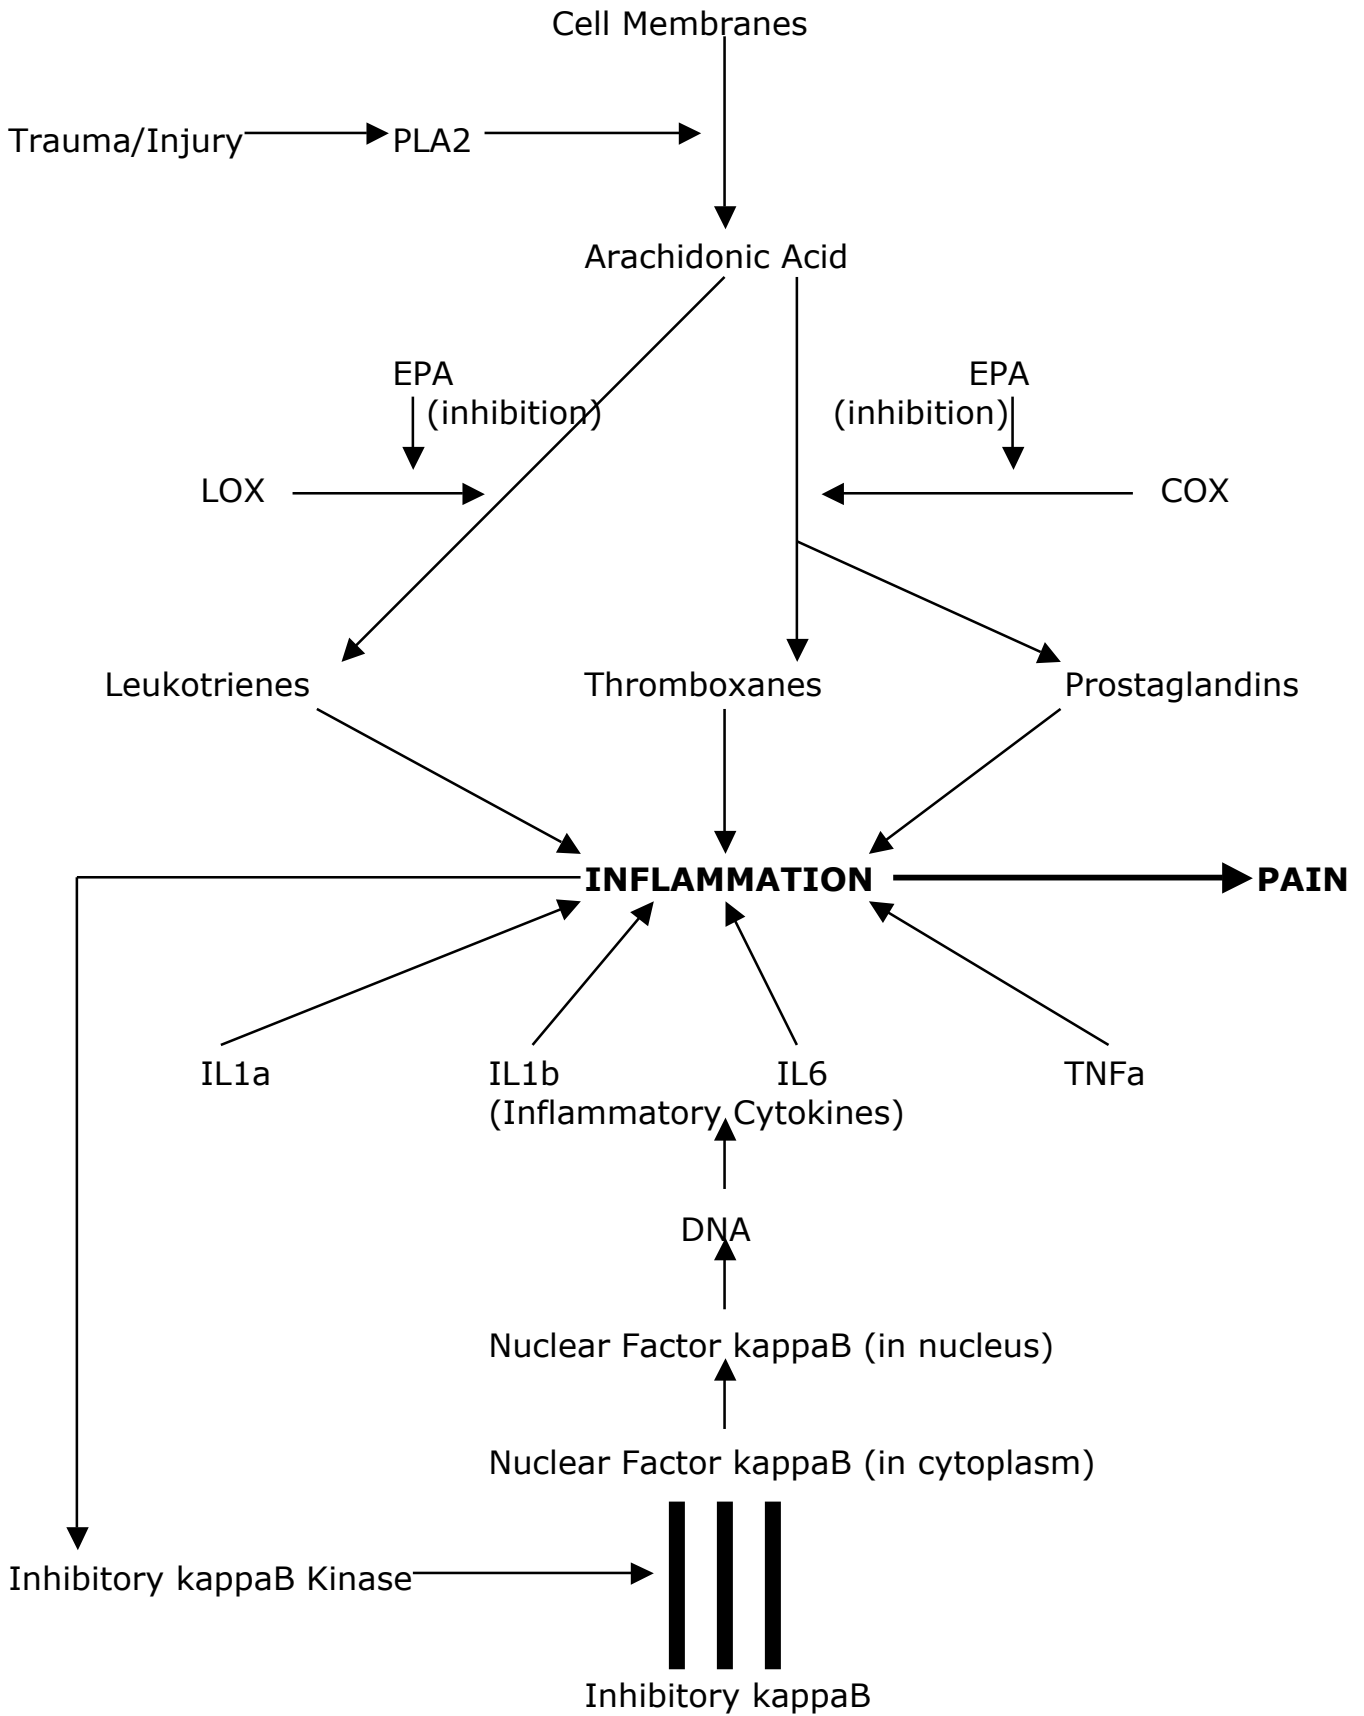 Cell Membranes
Trauma/Injury
PLA2
Arachidonic Acid
EPA
(inhibition)
EPA
(inhibition)
LOX
COX
Leukotrienes
Thromboxanes
Prostaglandins
INFLAMMATION
PAIN
IL1a
IL1b
IL6
TNFa
(Inflammatory Cytokines)
DNA
Nuclear Factor kappaB (in nucleus)
Nuclear Factor kappaB (in cytoplasm)
Inhibitory kappaB Kinase
Inhibitory kappaB